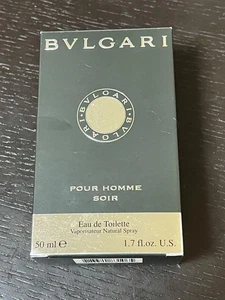 BVLGARI
BVLGARI • BVLGARI •
POUR HOMME
SOIR
Eau de Toilette
Vaporisateur Natural Spray
50 ml e 1.7 fl.oz. U.S.